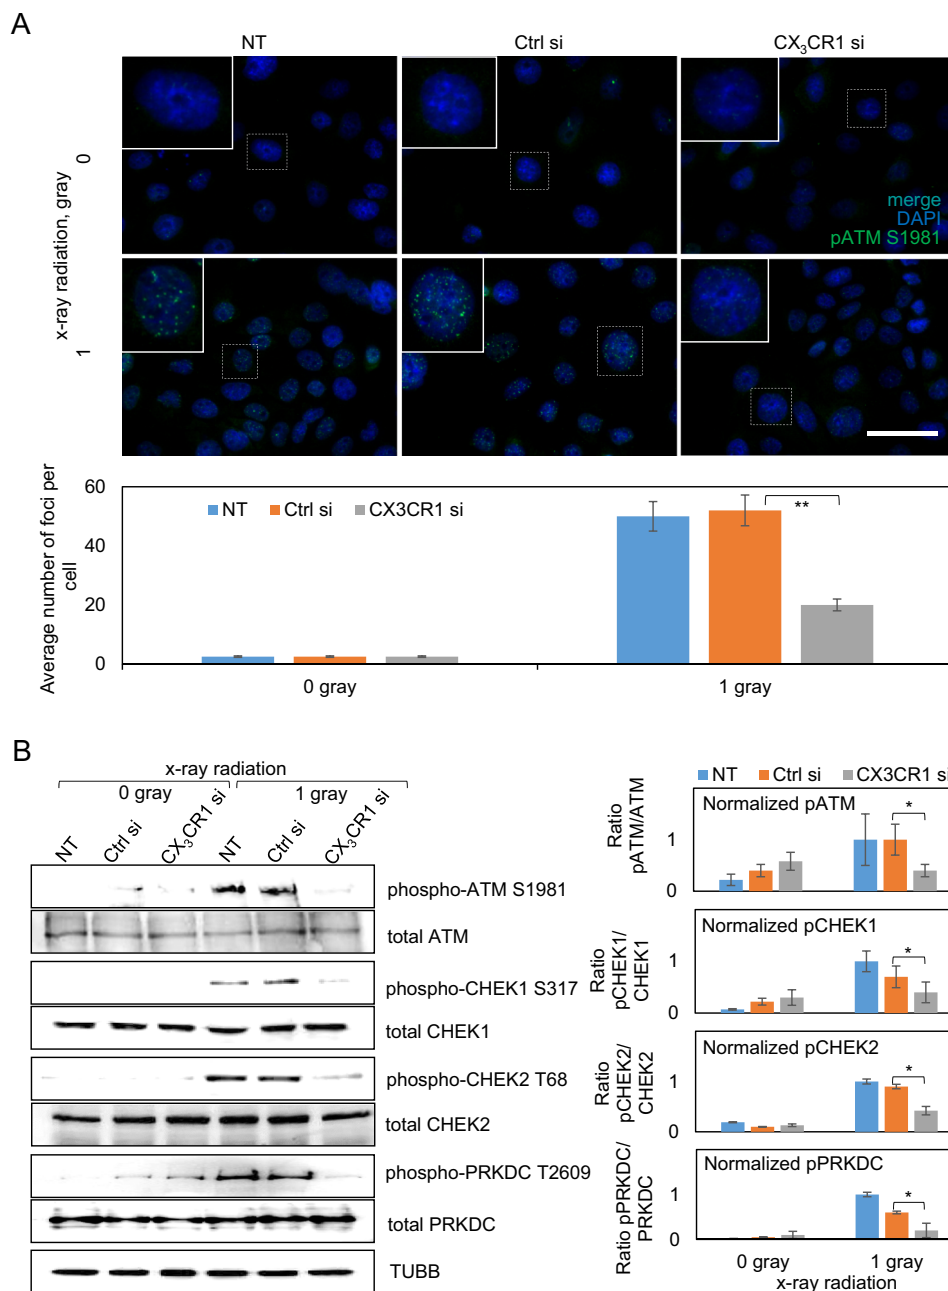 A
NT
Ctrl si
CX₃CR1 si
x-ray radiation, gray
0
1
merge
DAPI
pATM S1981
Average number of foci per
cell
60
40
20
0
NT
Ctrl si
CX3CR1 si
**
0 gray
1 gray
B
x-ray radiation
0 gray
1 gray
NT
Ctrl si
CX₃CR1 si
NT
Ctrl si
CX₃CR1 si
phospho-ATM S1981
total ATM
phospho-CHEK1 S317
total CHEK1
phospho-CHEK2 T68
total CHEK2
phospho-PRKDC T2609
total PRKDC
TUBB
NT
Ctrl si
CX3CR1 si
Ratio
pATM/ATM
Normalized pATM
1
0
*
Ratio
pCHEK1/
CHEK1
Normalized pCHEK1
1
0
*
Ratio
pCHEK2/
CHEK2
Normalized pCHEK2
1
0
*
Ratio pPRKDC/
PRKDC
Normalized pPRKDC
1
0
*
0 gray
1 gray
x-ray radiation